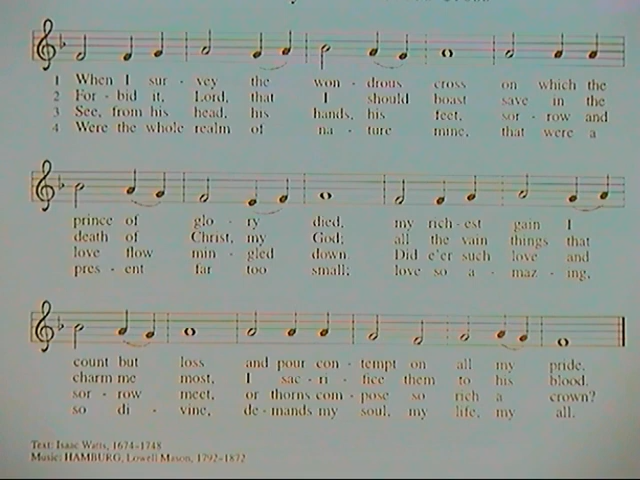 1 When I sur - vey the won - drous cross on which the
2 For - bid it, Lord, that I should boast save in the
3 See, from his head, his hands, his feet, sor - row and
4 Were the whole realm of na - ture mine, that were a
prince of glo - ry died, my rich - est gain I
death of Christ, my God; all the vain things that
love flow min - gled down. Did e'er such love and
pres - ent far too small; love so a - maz - ing,
count but loss and pour con - tempt on all my pride.
charm me most, I sac - ri - fice them to his blood.
sor - row meet, or thorns com - pose so rich a crown?
so di - vine, de - mands my soul, my life, my all.
Text: Isaac Watts, 1674–1748
Music: HAMBURG, Lowell Mason, 1792–1872